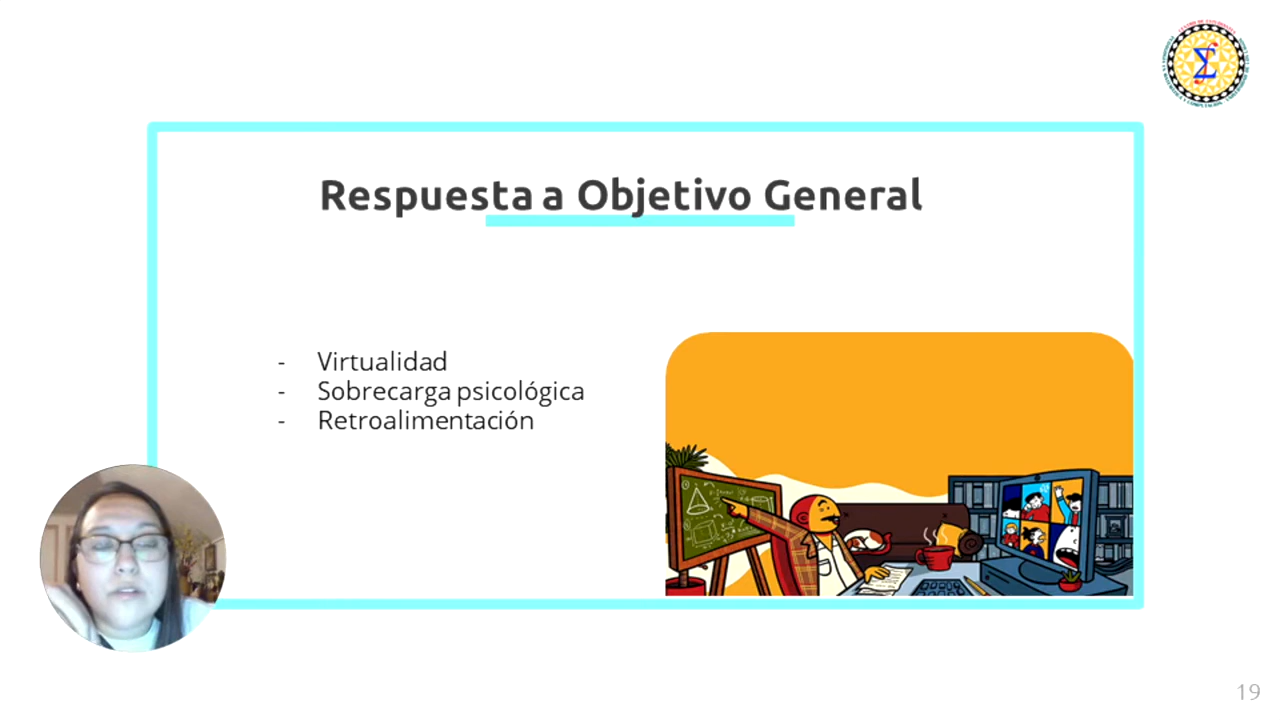 Respuesta a Objetivo General
- Virtualidad
- Sobrecarga psicológica
- Retroalimentación
19